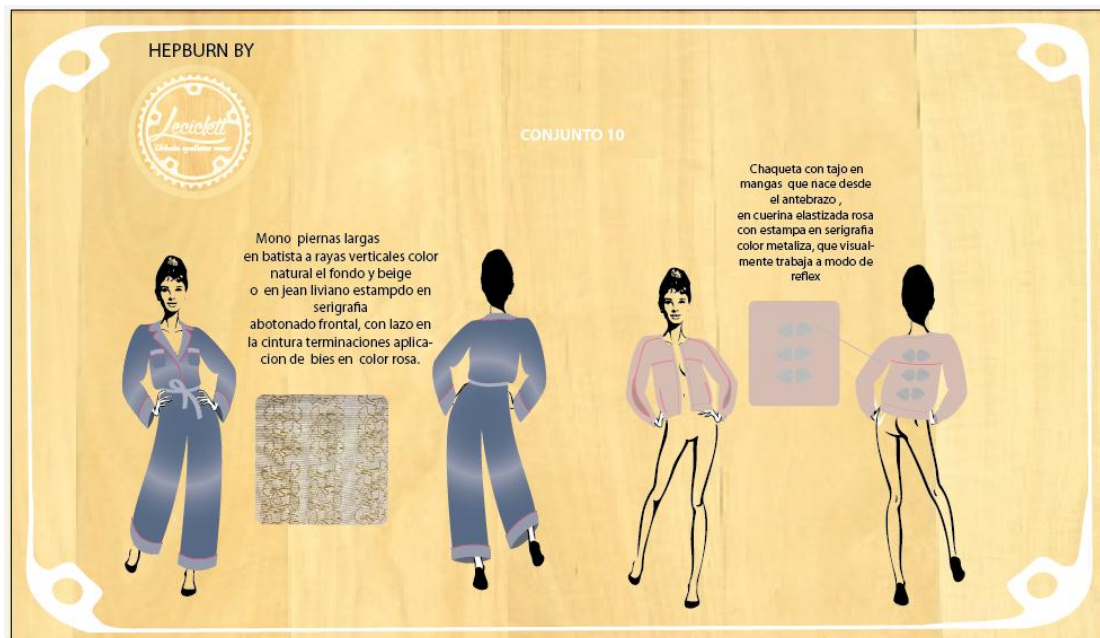 HEPBURN BY
Leciclett
CONJUNTO 10
Chaqueta con tajo en
mangas que nace desde
el antebrazo ,
en cuerina elastizada rosa
con estampa en serigrafia
color metaliza, que visual-
mente trabaja a modo de
reflex
Mono piernas largas
en batista a rayas verticales color
natural el fondo y beige
o en jean liviano estampdo en
serigrafia
abotonado frontal, con lazo en
la cintura terminaciones aplica-
cion de bies en color rosa.